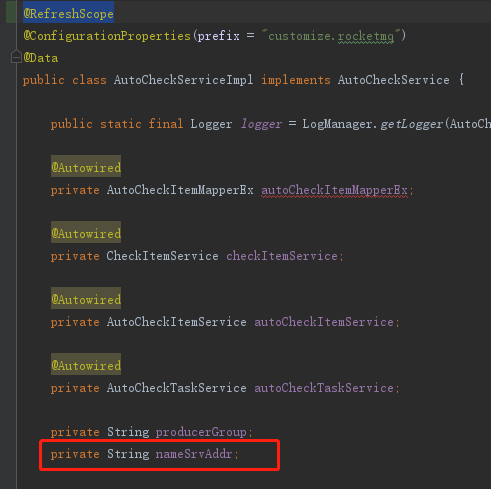 @RefreshScope
@ConfigurationProperties(prefix = "customize.rocketmq")
@Data
public class AutoCheckServiceImpl implements AutoCheckService {
public static final Logger logger = LogManager.getLogger(AutoCh
@Autowired
private AutoCheckItemMapperEx autoCheckItemMapperEx;
@Autowired
private CheckItemService checkItemService;
@Autowired
private AutoCheckItemService autoCheckItemService;
@Autowired
private AutoCheckTaskService autoCheckTaskService;
private String producerGroup;
private String nameSrvAddr;